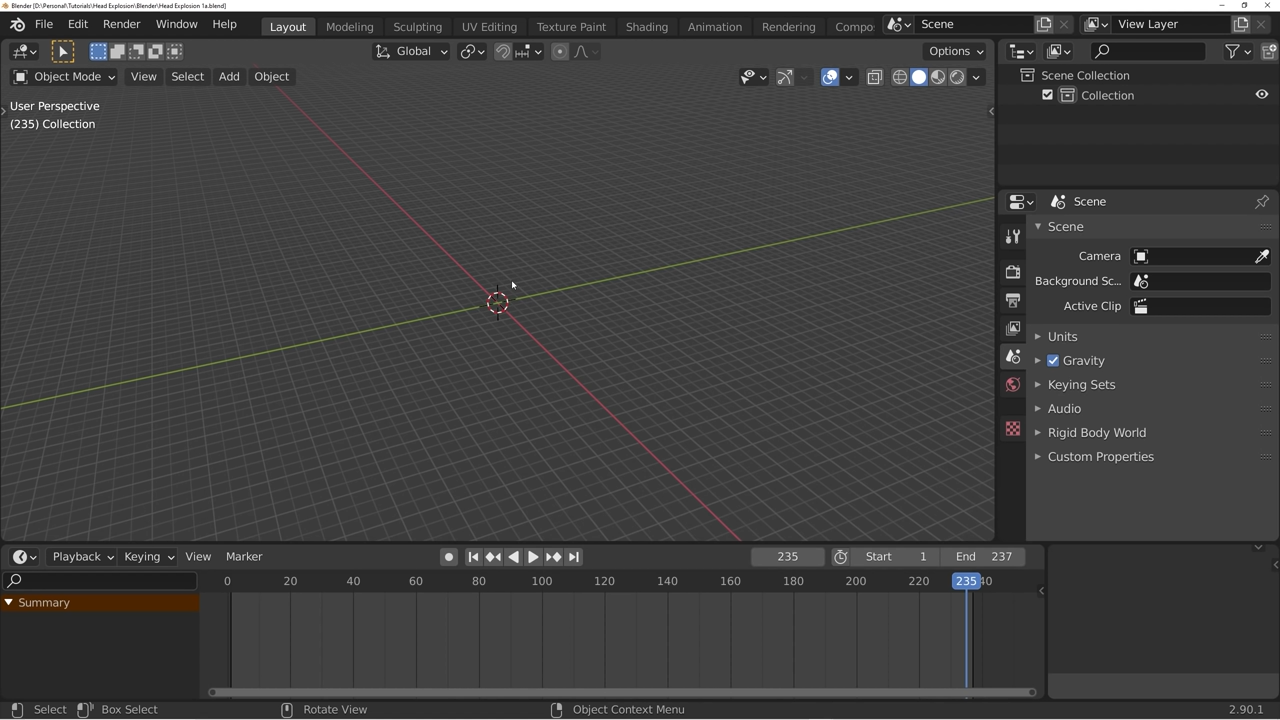 Blender [D:\Personal\Tutorials\Head Explosion\Blender\Head Explosion 1a.blend]
File Edit Render Window Help Layout Modeling Sculpting UV Editing Texture Paint Shading Animation Rendering Compo Scene View Layer
Global Options
Object Mode View Select Add Object
User Perspective
(235) Collection
Scene Collection
Collection
Scene
Scene
Camera
Background Sc...
Active Clip
Units
Gravity
Keying Sets
Audio
Rigid Body World
Custom Properties
Playback Keying View Marker 235 Start 1 End 237
0 20 40 60 80 100 120 140 160 180 200 220 235 40
Summary
Select Box Select Rotate View Object Context Menu 2.90.1